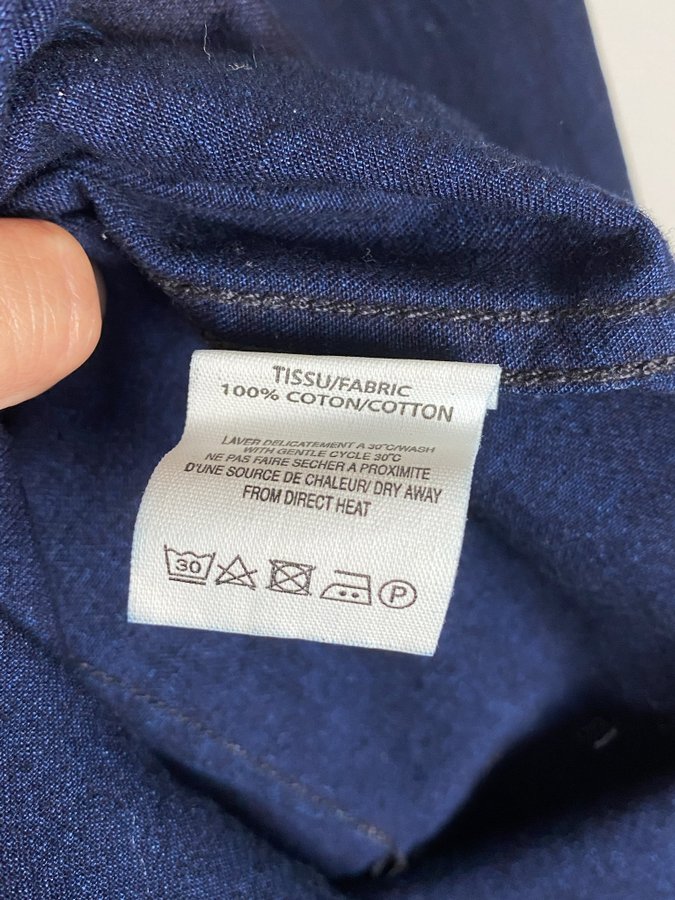 TISSU/FABRIC
100% COTON/COTTON
LAVER DELICATEMENT A 30°C/WASH
WITH GENTLE CYCLE 30°C
NE PAS FAIRE SECHER A PROXIMITE
D'UNE SOURCE DE CHALEUR/ DRY AWAY
FROM DIRECT HEAT
30 P